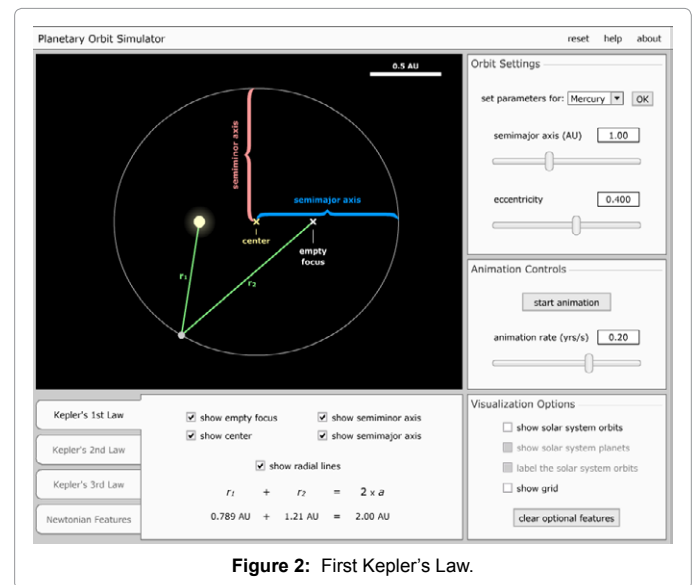 Planetary Orbit Simulator reset help about
0.5 AU
semiminor axis
semimajor axis
center
empty
focus
r₁
r₂
Orbit Settings
set parameters for: Mercury OK
semimajor axis (AU) 1.00
eccentricity 0.400
Animation Controls
start animation
animation rate (yrs/s) 0.20
Kepler's 1st Law
Kepler's 2nd Law
Kepler's 3rd Law
Newtonian Features
show empty focus show semiminor axis
show center show semimajor axis
show radial lines
r₁ + r₂ = 2 x a
0.789 AU + 1.21 AU = 2.00 AU
Visualization Options
show solar system orbits
show solar system planets
label the solar system orbits
show grid
clear optional features
Figure 2: First Kepler's Law.